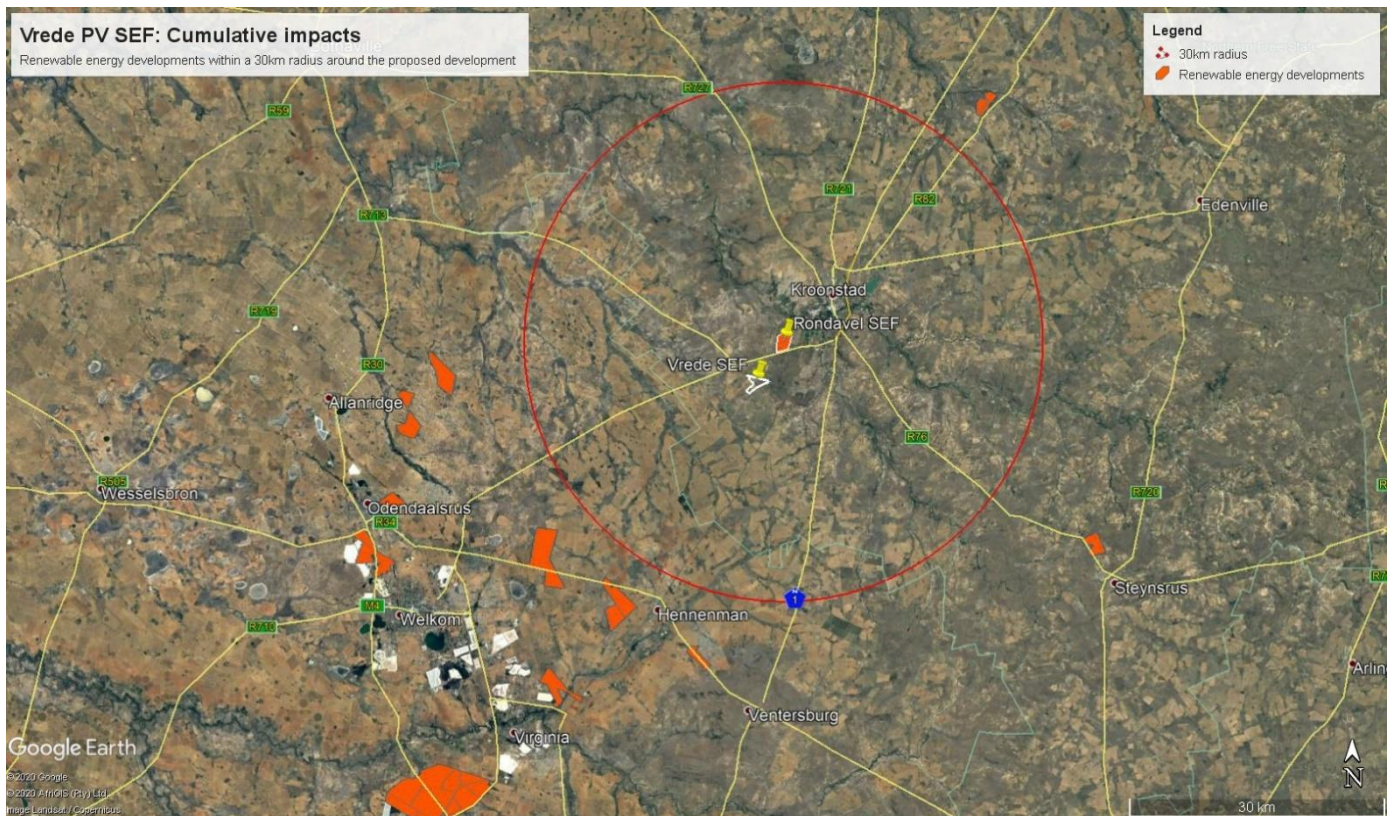 Vrede PV SEF: Cumulative impacts
Renewable energy developments within a 30km radius around the proposed development
Legend
30km radius
Renewable energy developments
R59
R727
R721
R82
R713
Edenville
Kroonstad
R719
Rondavel SEF
R30
Vrede SEF
Allanridge
R76
Wesselsbron
R720
Odendaalsrus
R34
Steynsrus
1
M4
Hennenman
Welkom
R710
Arlin
Ventersburg
Virginia
Google Earth
©2020 Google
©2020 AfriGIS (Pty) Ltd.
Image Landsat / Copernicus
N
30 km